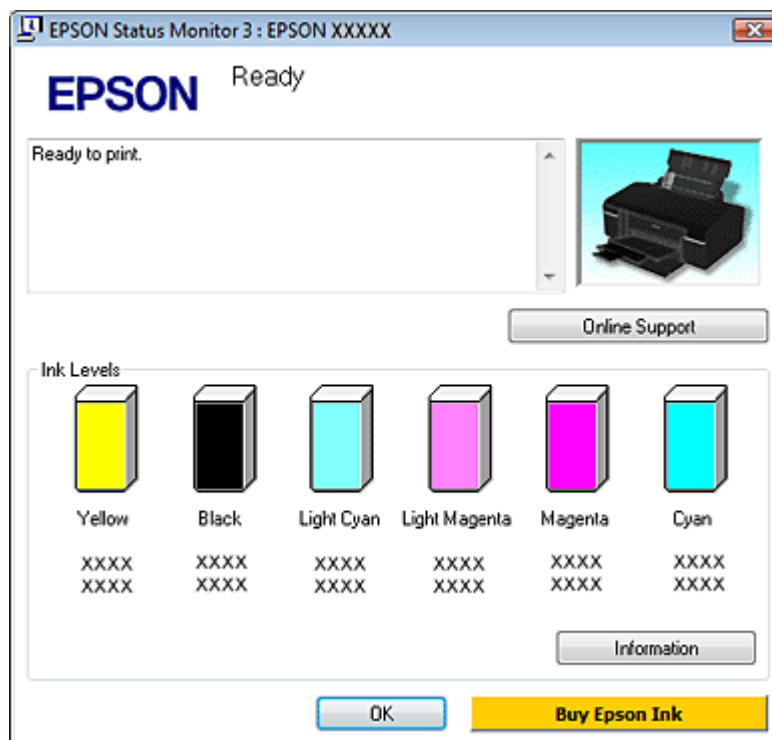 EPSON Status Monitor 3 : EPSON XXXXX
EPSON
Ready
Ready to print.
Online Support
Ink Levels
Yellow Black Light Cyan Light Magenta Magenta Cyan
XXXX XXXX XXXX XXXX XXXX XXXX
XXXX XXXX XXXX XXXX XXXX XXXX
Information
OK Buy Epson Ink